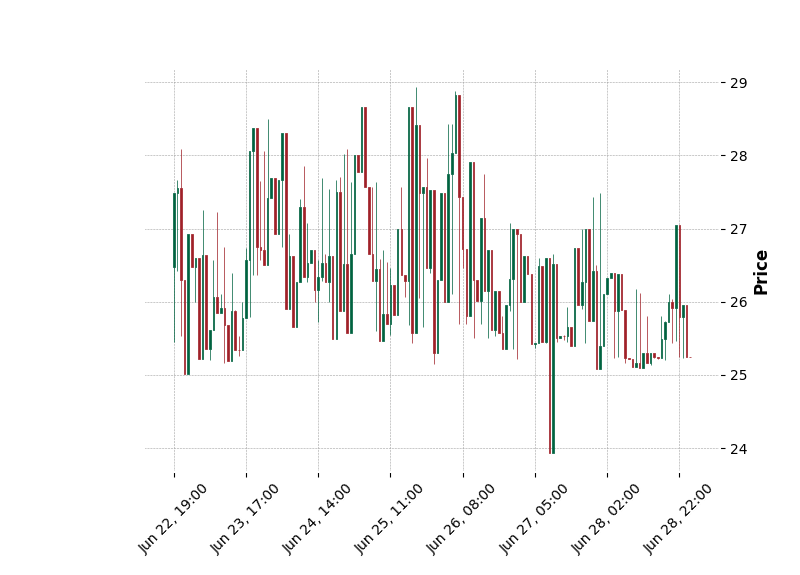 29
28
27
26
25
24
Price
Jun 22, 19:00
Jun 23, 17:00
Jun 24, 14:00
Jun 25, 11:00
Jun 26, 08:00
Jun 27, 05:00
Jun 28, 02:00
Jun 28, 22:00